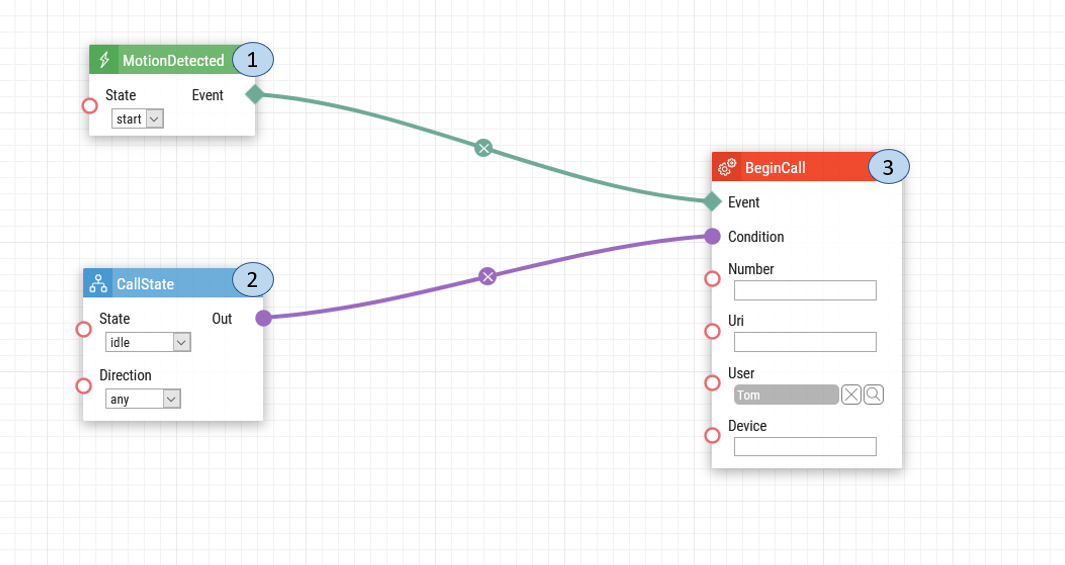 MotionDetected 1
State Event
start
BeginCall 3
Event
Condition
Number
Uri
User
Tom
Device
CallState 2
State Out
idle
Direction
any